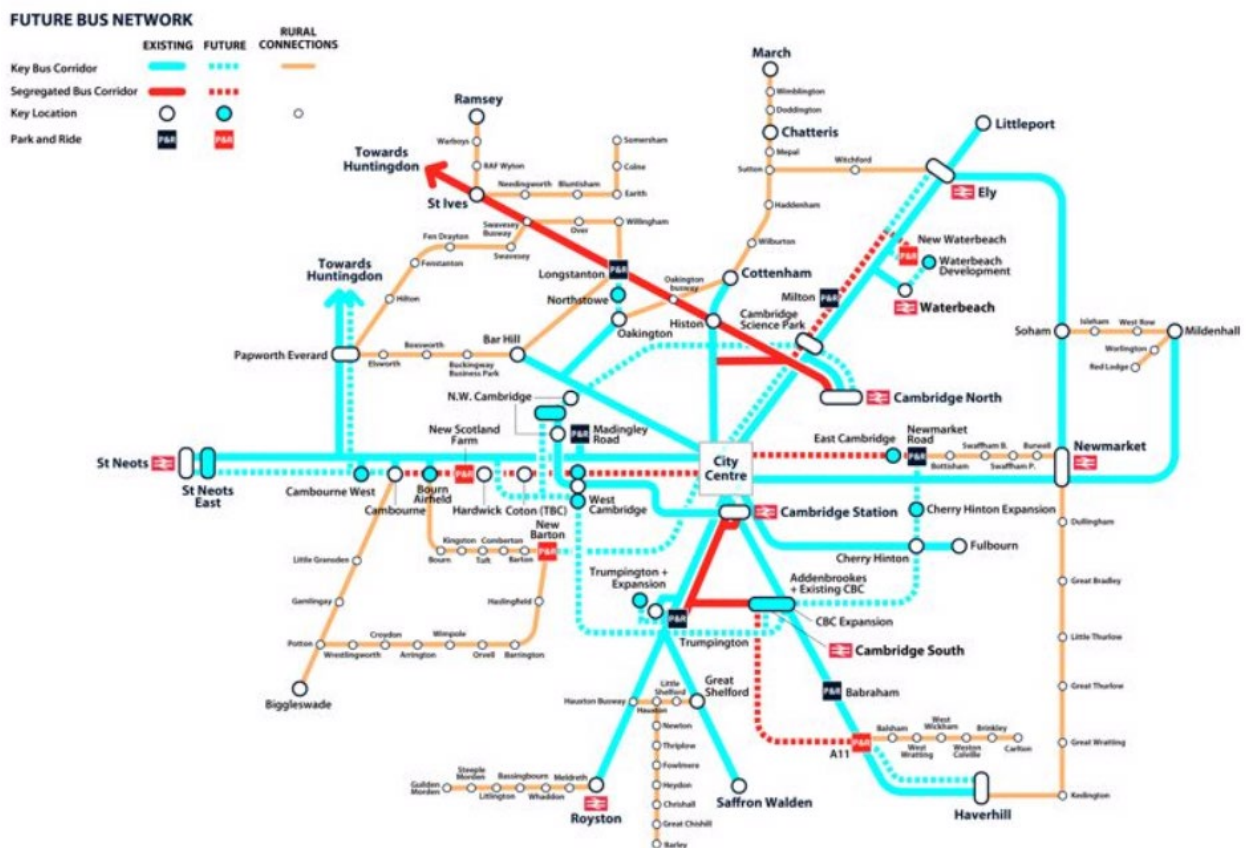 FUTURE BUS NETWORK
EXISTING
FUTURE
RURAL
CONNECTIONS
Key Bus Corridor
Segregated Bus Corridor
Key Location
Park and Ride
P&R
P&R
March
Wimblington
Doddington
Chatteris
Mepal
Sutton
Witchford
Haddenham
Wilburton
Cottenham
Ramsey
Warboys
RAF Wyton
Towards
Huntingdon
St Ives
Needingworth
Bluntisham
Earith
Colne
Somersham
Littleport
Ely
New Waterbeach
P&R
Waterbeach
Development
Waterbeach
Milton
P&R
Cambridge
Science Park
Swavesey
Busway
Over
Willingham
Fen Drayton
Swavesey
Fenstanton
Hilton
Longstanton
P&R
Northstowe
Oakington
busway
Oakington
Histon
Towards
Huntingdon
Papworth Everard
Elsworth
Boxworth
Buckingway
Business Park
Bar Hill
Soham
Isleham
West Row
Mildenhall
Worlington
Red Lodge
Cambridge North
N.W. Cambridge
Madingley
Road
P&R
New Scotland
Farm
P&R
City
Centre
East Cambridge
Newmarket
Road
P&R
Bottisham
Swaffham B.
Swaffham P.
Burwell
Newmarket
St Neots
St Neots
East
Cambourne West
Cambourne
Bourn
Airfield
Hardwick
Coton (TBC)
West
Cambridge
Cambridge Station
Cherry Hinton Expansion
Cherry Hinton
Fulbourn
New
Barton
P&R
Bourn
Kingston
Toft
Comberton
Barton
Haslingfield
Little Gransden
Gamlingay
Potton
Wrestlingworth
Croydon
Arrington
Wimpole
Orwell
Barrington
Biggleswade
Trumpington +
Expansion
P&R
Trumpington
Addenbrookes
+ Existing CBC
CBC Expansion
Cambridge South
P&R
Babraham
Dullingham
Great Bradley
Little Thurlow
Great Thurlow
Great Wratting
Kedington
Hauxton Busway
Hauxton
Little
Shelford
Great
Shelford
Newton
Thriplow
Fowlmere
Heydon
Chrishall
Great Chishill
Barley
P&R
A11
Balsham
West
Wratting
West
Wickham
Weston
Colville
Brinkley
Carlton
Haverhill
Guilden
Morden
Steeple
Morden
Litlington
Bassingbourn
Whaddon
Meldreth
Royston
Saffron Walden